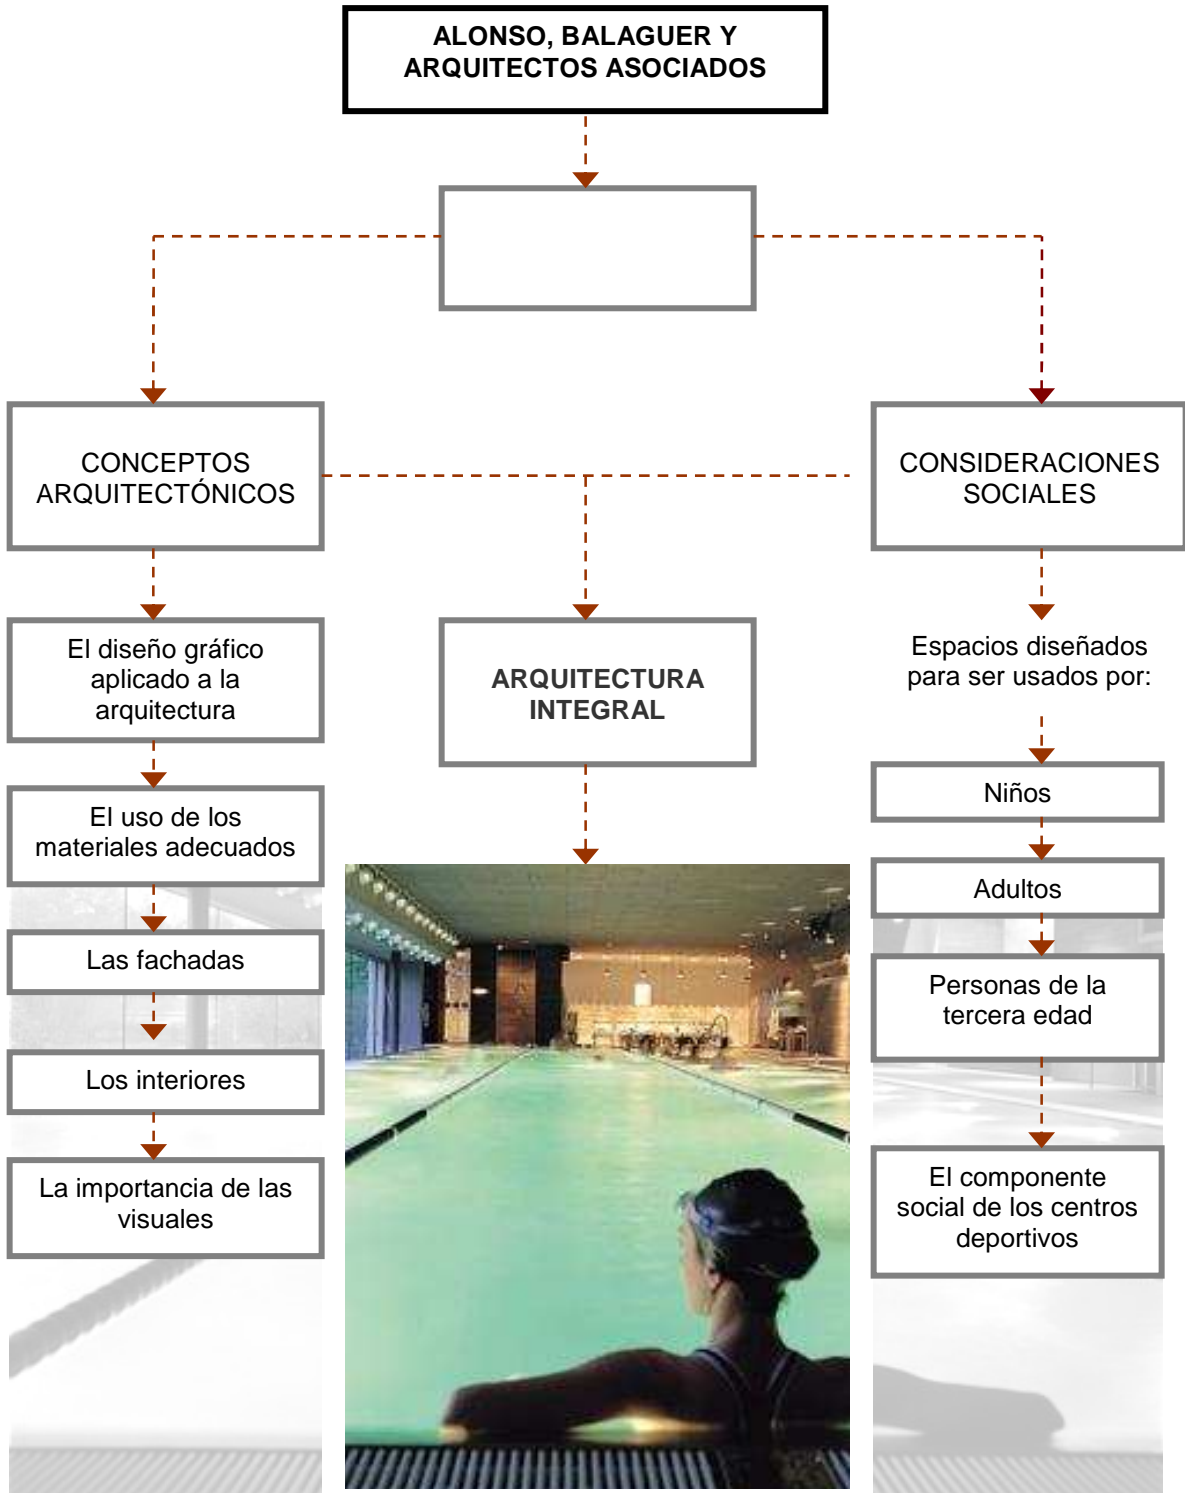 ALONSO, BALAGUER Y
ARQUITECTOS ASOCIADOS
CONCEPTOS
ARQUITECTÓNICOS
CONSIDERACIONES
SOCIALES
El diseño gráfico
aplicado a la
arquitectura
El uso de los
materiales adecuados
Las fachadas
Los interiores
La importancia de las
visuales
ARQUITECTURA
INTEGRAL
Espacios diseñados
para ser usados por:
Niños
Adultos
Personas de la
tercera edad
El componente
social de los centros
deportivos